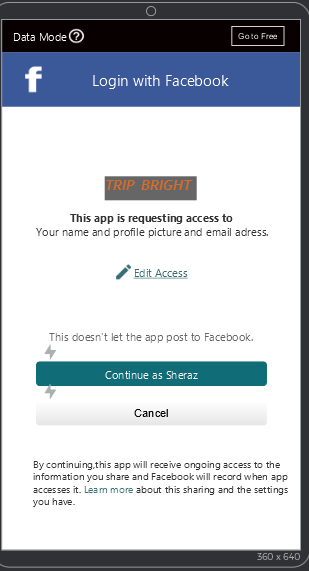 Data Mode ?
Go to Free
f
Login with Facebook
TRIP BRIGHT
This app is requesting access to
Your name and profile picture and email adress.
Edit Access
This doesn't let the app post to Facebook.
Continue as Sheraz
Cancel
By continuing,this app will receive ongoing access to the
information you share and Facebook will record when app
accesses it. Learn more about this sharing and the settings
you have.
360 x 640